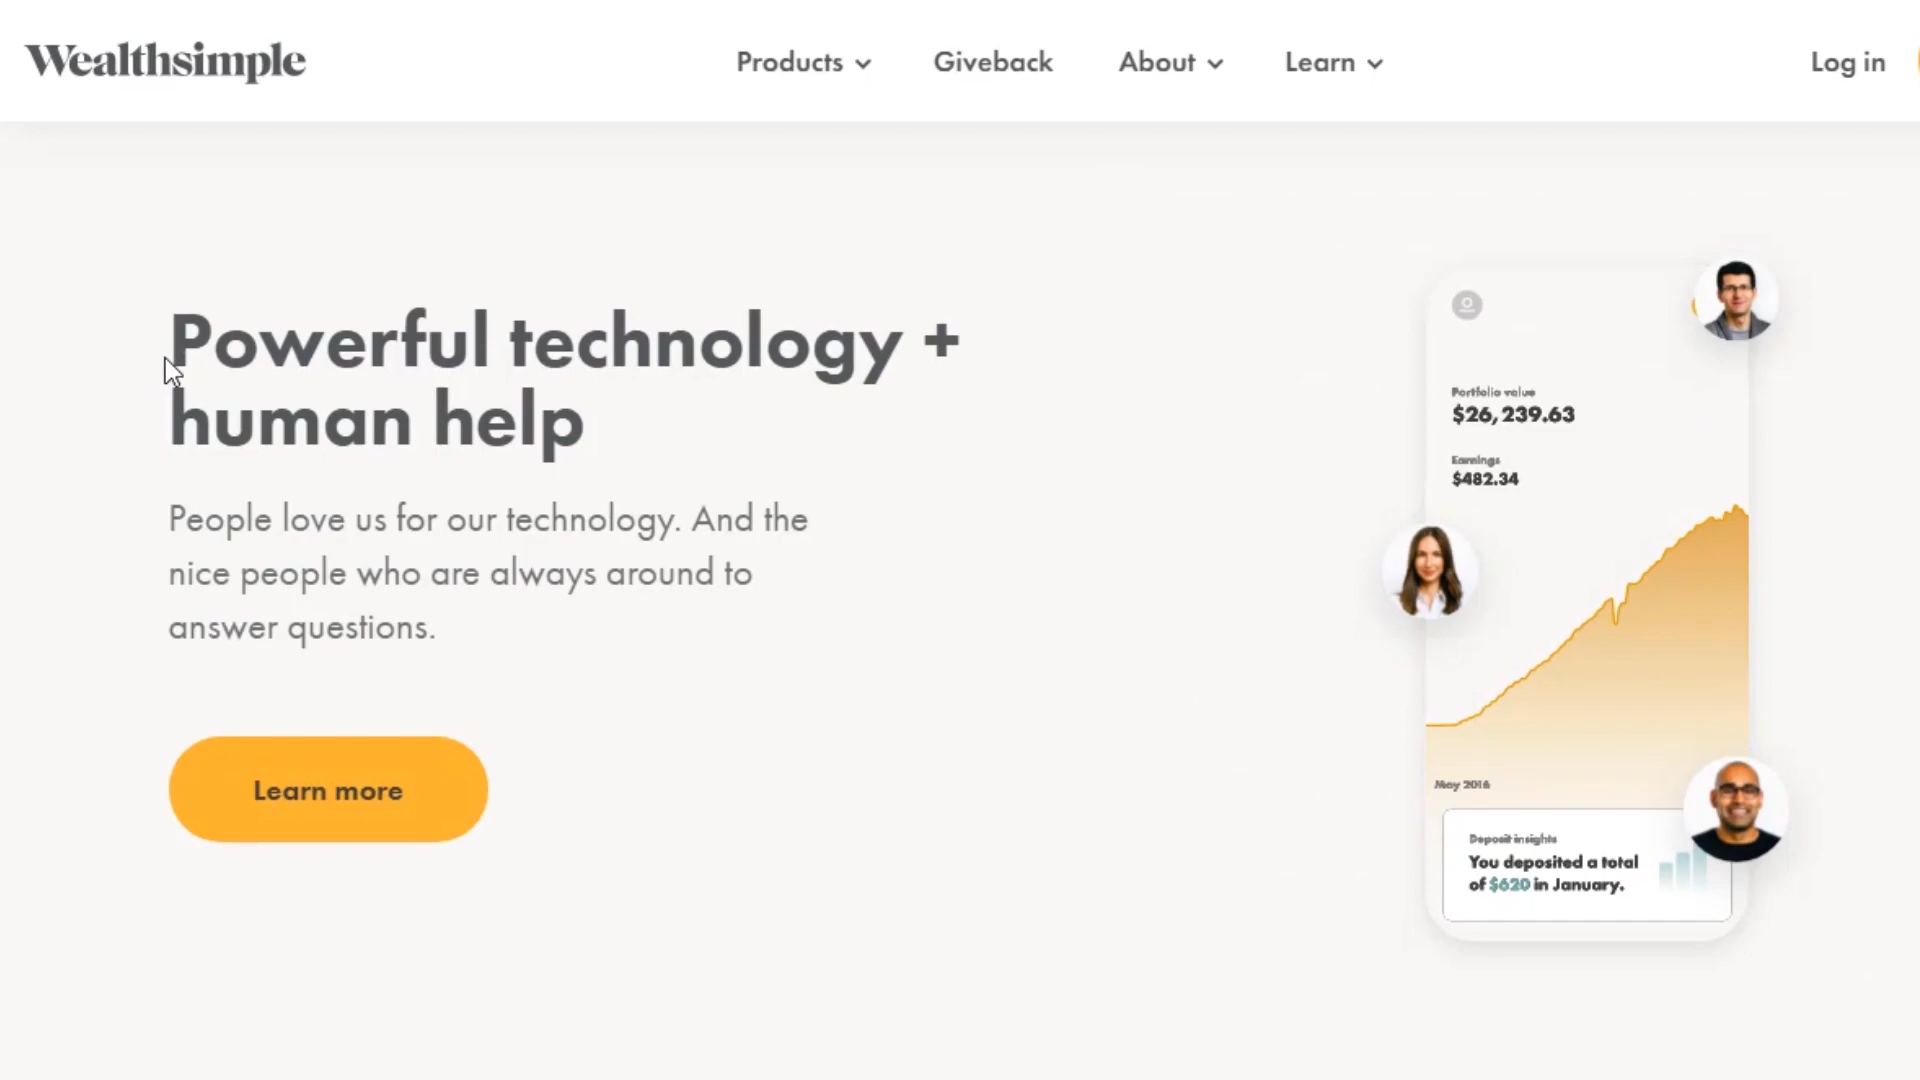 Wealthsimple
Products
Giveback
About
Learn
Log in
Powerful technology +
human help
People love us for our technology. And the
nice people who are always around to
answer questions.
Learn more
Portfolio value
$26,239.63
Earnings
$482.34
May 2016
Deposit insights
You deposited a total
of $620 in January.